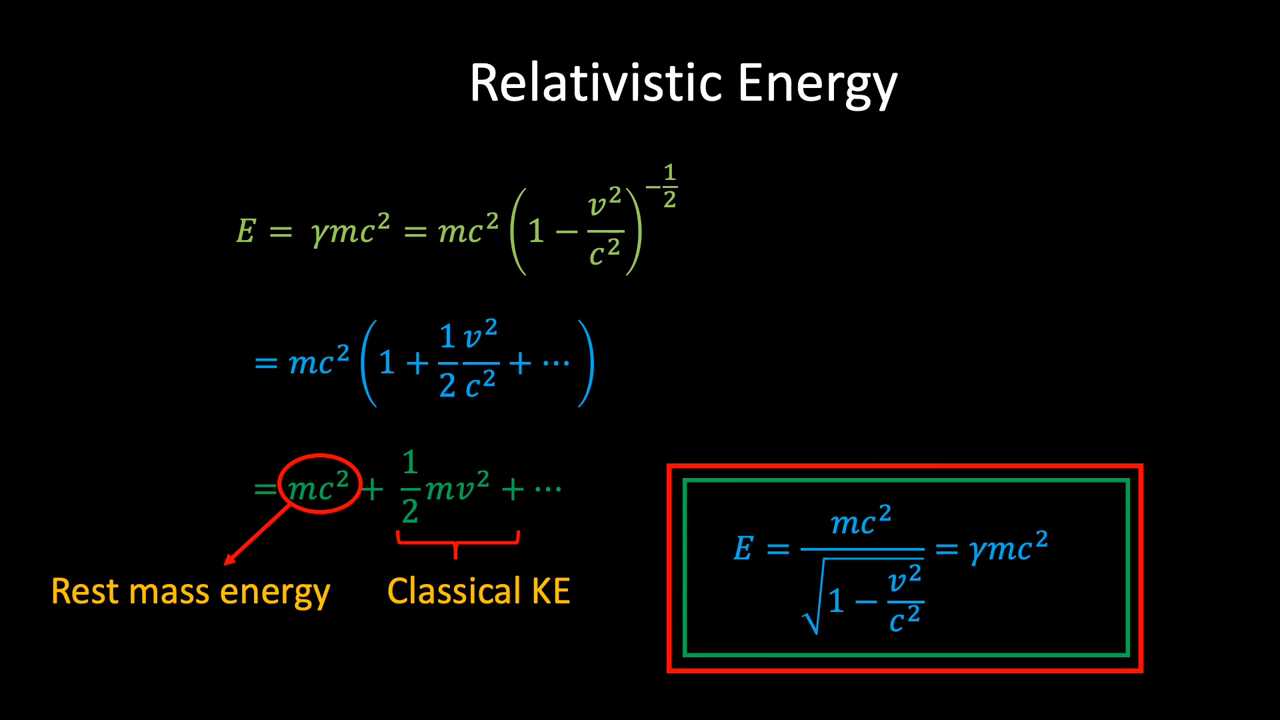 Relativistic Energy
E = γmc² = mc² (1 − v²/c²)^(−1/2)
= mc² (1 + 1/2 v²/c² + ⋯)
= mc² + 1/2 mv² + ⋯
Rest mass energy
Classical KE
E = mc² / √(1 − v²/c²) = γmc²